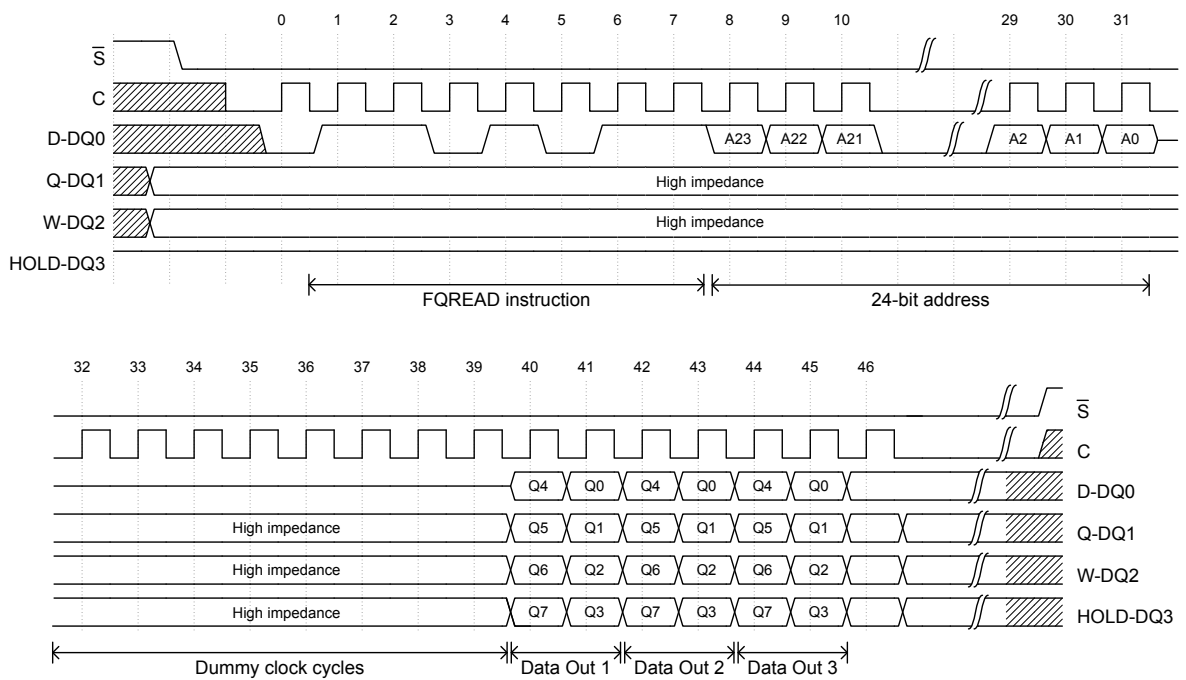 0 1 2 3 4 5 6 7 8 9 10 29 30 31
S̅
C
D-DQ0 A23 A22 A21 A2 A1 A0
Q-DQ1 High impedance
W-DQ2 High impedance
HOLD-DQ3
FQREAD instruction 24-bit address
32 33 34 35 36 37 38 39 40 41 42 43 44 45 46
S̅
C
Q4 Q0 Q4 Q0 Q4 Q0 D-DQ0
High impedance Q5 Q1 Q5 Q1 Q5 Q1 Q-DQ1
High impedance Q6 Q2 Q6 Q2 Q6 Q2 W-DQ2
High impedance Q7 Q3 Q7 Q3 Q7 Q3 HOLD-DQ3
Dummy clock cycles Data Out 1 Data Out 2 Data Out 3